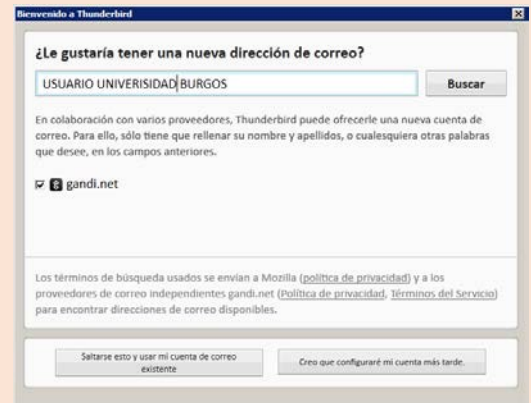 Bienvenido a Thunderbird
¿Le gustaría tener una nueva dirección de correo?
USUARIO UNIVERISIDAD BURGOS
Buscar
En colaboración con varios proveedores, Thunderbird puede ofrecerle una nueva cuenta de
correo. Para ello, sólo tiene que rellenar su nombre y apellidos, o cualesquiera otras palabras
que desee, en los campos anteriores.
gandi.net
Los términos de búsqueda usados se envían a Mozilla (política de privacidad) y a los
proveedores de correo independientes gandi.net (Política de privacidad, Términos del Servicio)
para encontrar direcciones de correo disponibles.
Saltarse esto y usar mi cuenta de correo
existente
Creo que configuraré mi cuenta más tarde.